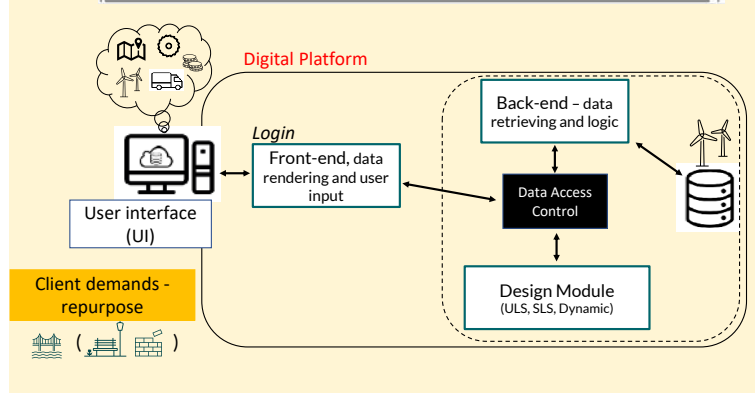 Digital Platform
Back-end – data
retrieving and logic
Login
Front-end, data
rendering and user
input
Data Access
Control
User interface
(UI)
Client demands -
repurpose
( )
Design Module
(ULS, SLS, Dynamic)